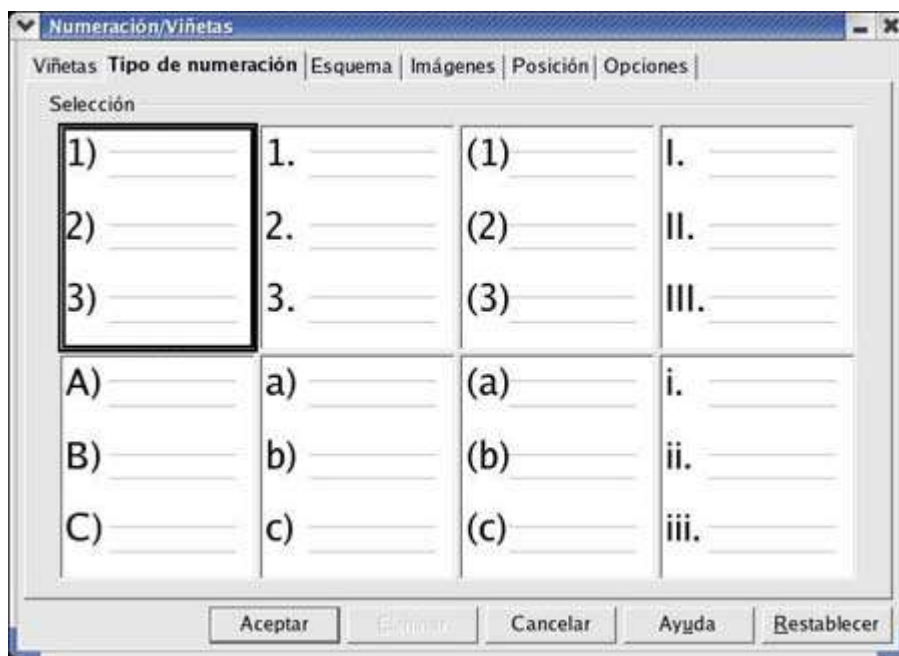 Numeración/Viñetas
Viñetas Tipo de numeración Esquema Imágenes Posición Opciones
Selección
1) 1. (1) I.
2) 2. (2) II.
3) 3. (3) III.
A) a) (a) i.
B) b) (b) ii.
C) c) (c) iii.
Aceptar Cancelar Ayuda Restablecer